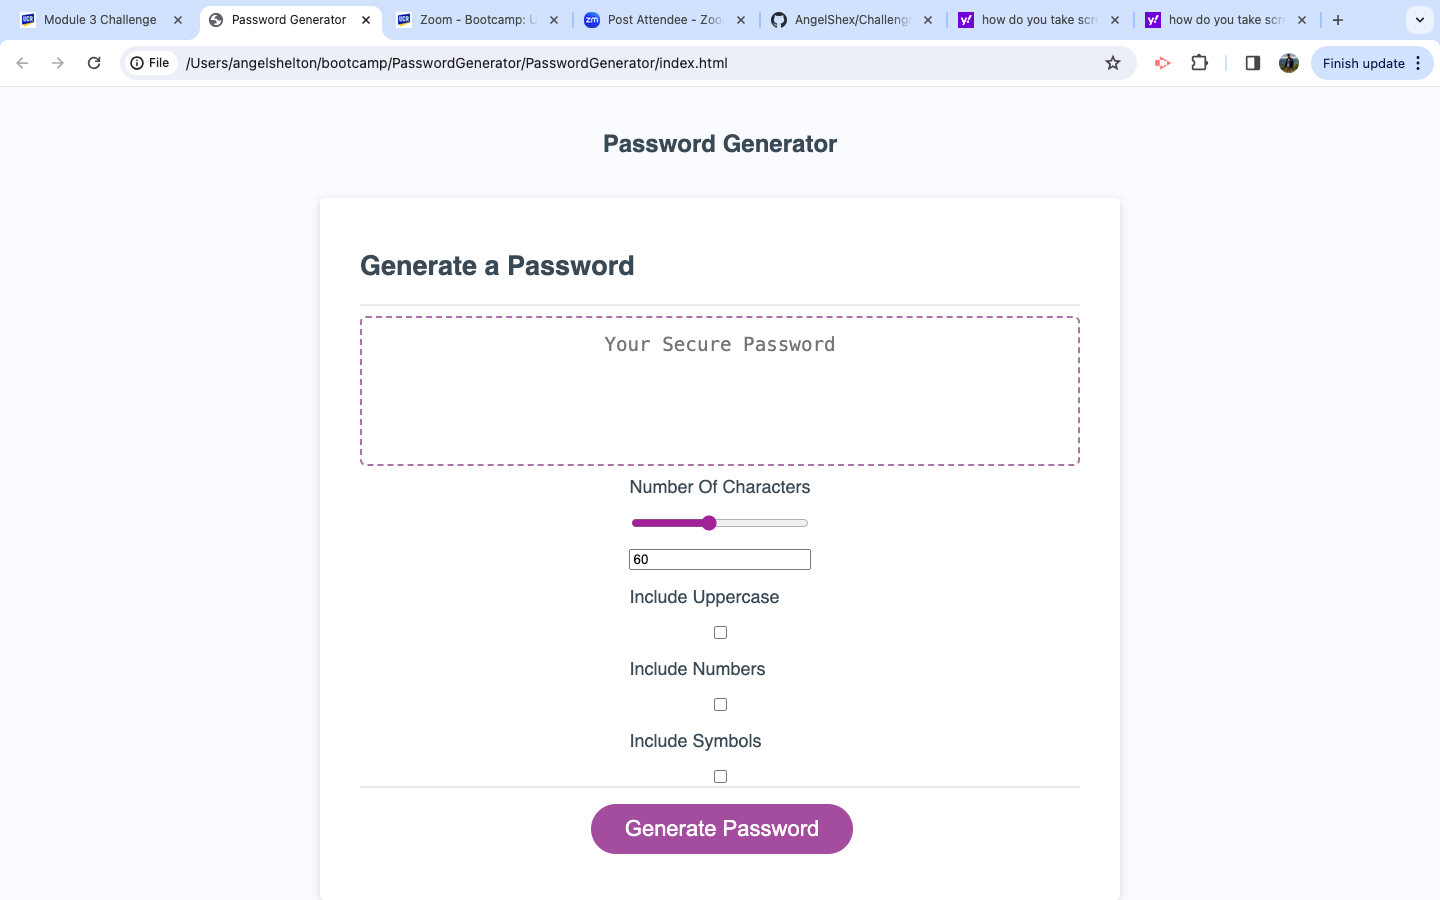 Module 3 Challenge
Password Generator
Zoom - Bootcamp: U
Post Attendee - Zoo
AngelShex/Challeng
how do you take scr
how do you take scre
File
/Users/angelshelton/bootcamp/PasswordGenerator/PasswordGenerator/index.html
Finish update
Password Generator
Generate a Password
Your Secure Password
Number Of Characters
60
Include Uppercase
Include Numbers
Include Symbols
Generate Password